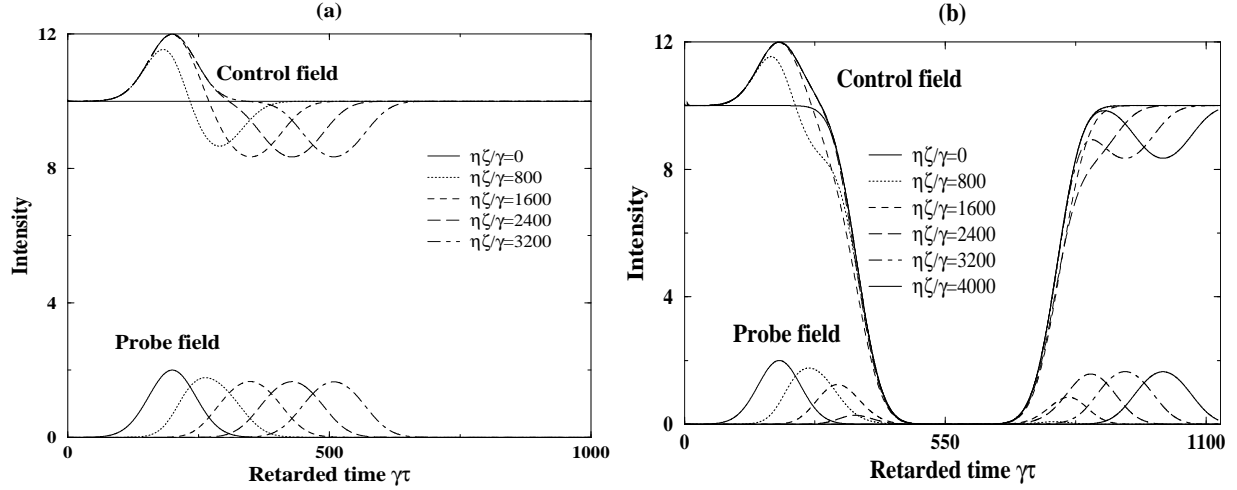 (a)
12
8
4
0
Intensity
Control field
ηζ/γ=0
ηζ/γ=800
ηζ/γ=1600
ηζ/γ=2400
ηζ/γ=3200
Probe field
0
500
1000
Retarded time γτ
(b)
12
8
4
0
Intensity
Control field
ηζ/γ=0
ηζ/γ=800
ηζ/γ=1600
ηζ/γ=2400
ηζ/γ=3200
ηζ/γ=4000
Probe field
0
550
1100
Retarded time γτ